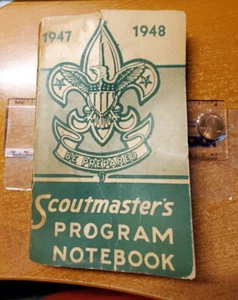 1947 1948
BE PREPARED
Scoutmaster's
PROGRAM
NOTEBOOK